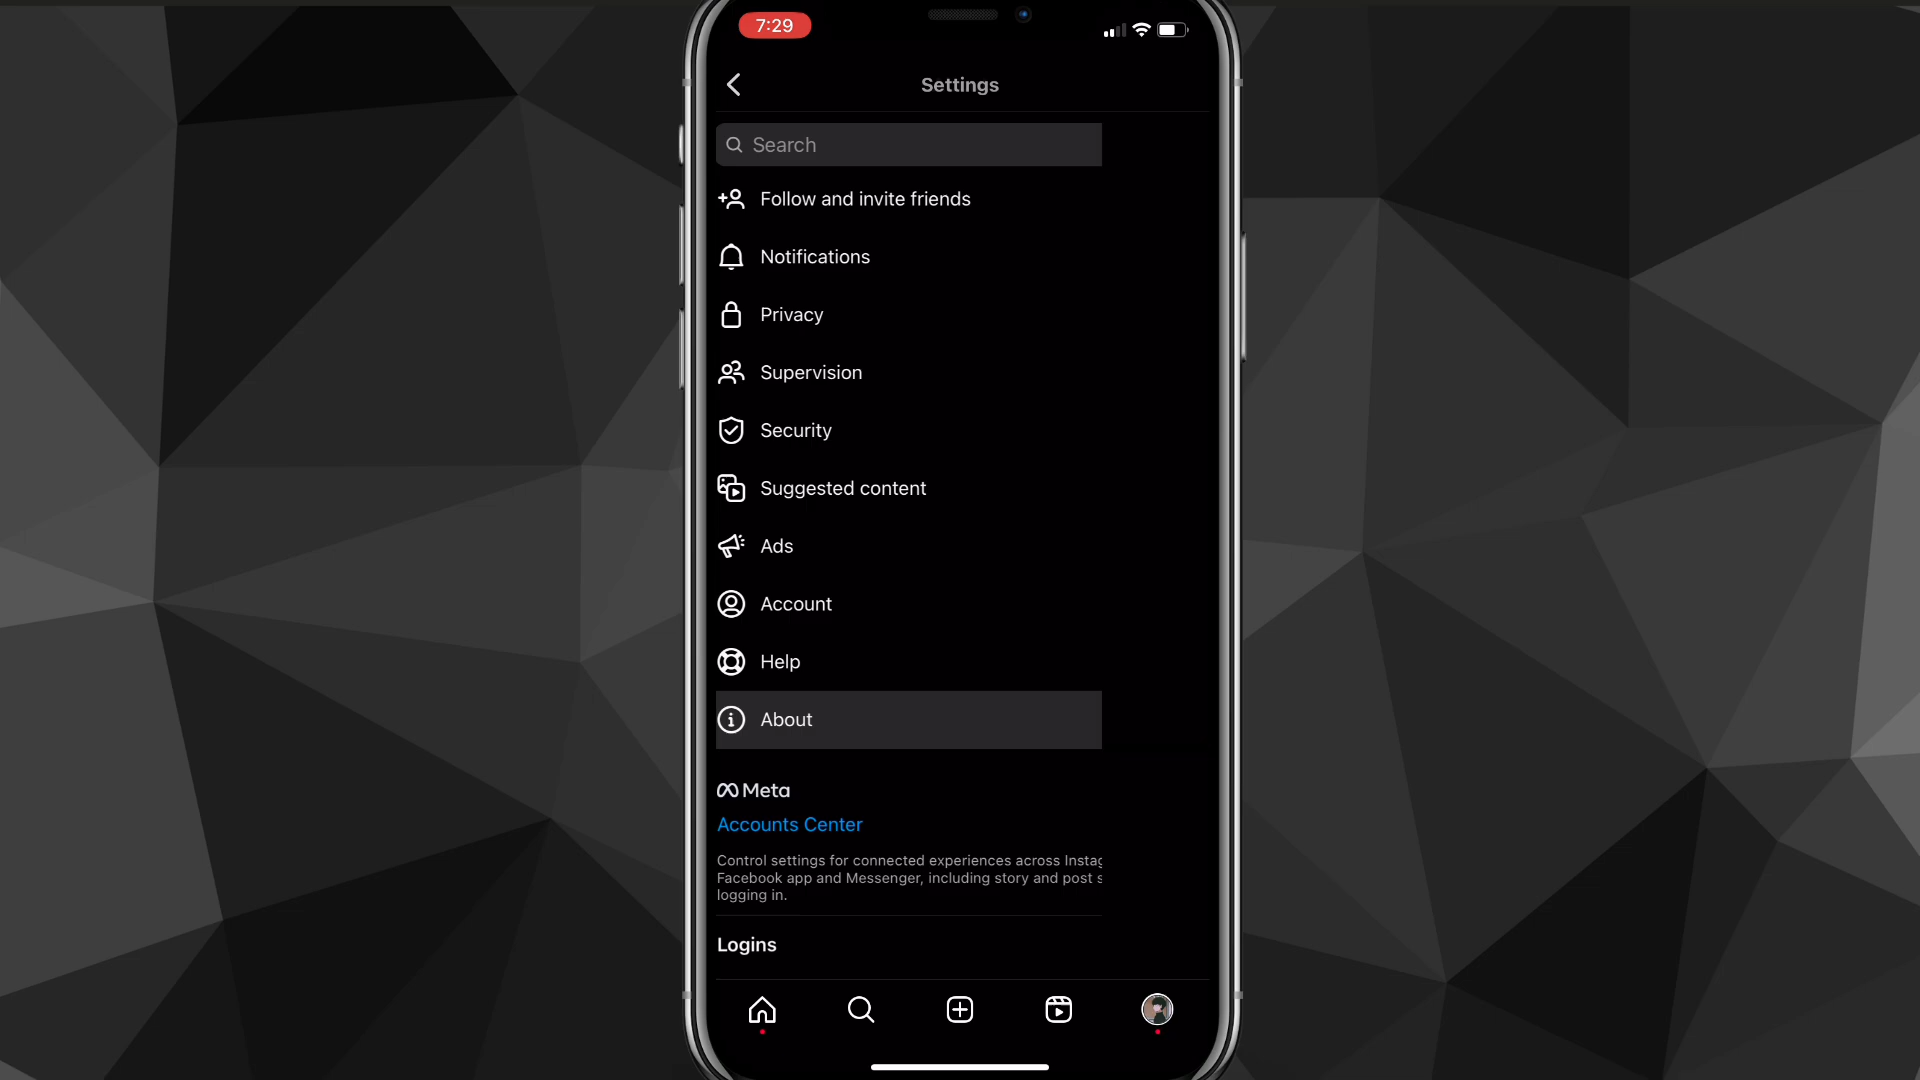 7:29
Settings
Search
Follow and invite friends
Notifications
Privacy
Supervision
Security
Suggested content
Ads
Account
Help
About
Meta
Accounts Center
Control settings for connected experiences across Instag
Facebook app and Messenger, including story and post s
logging in.
Logins